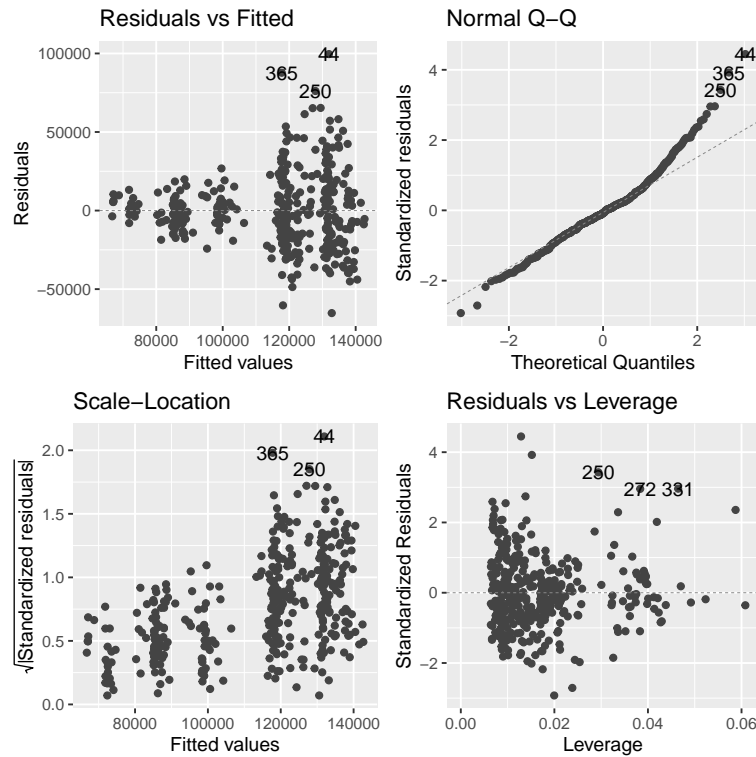 Residuals vs Fitted
100000
50000
0
−50000
Residuals
44
365
250
80000 100000 120000 140000
Fitted values
Normal Q−Q
4
2
0
−2
Standardized residuals
44
365
250
−2 0 2
Theoretical Quantiles
Scale−Location
2.0
1.5
1.0
0.5
0.0
√|Standardized residuals|
44
365
250
80000 100000 120000 140000
Fitted values
Residuals vs Leverage
4
2
0
−2
Standardized Residuals
250
272 331
0.00 0.02 0.04 0.06
Leverage